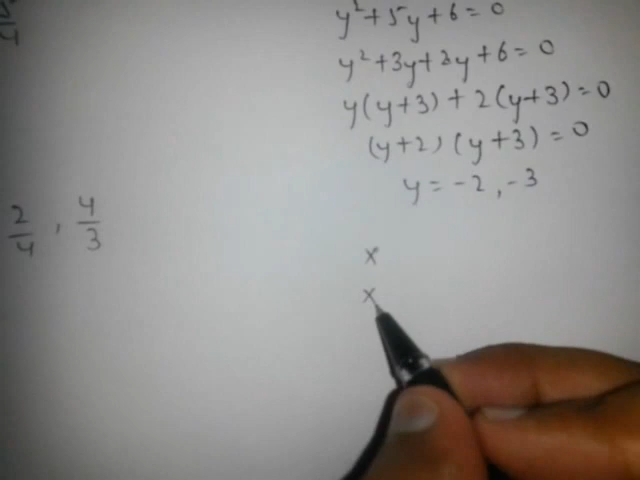 y² + 5y + 6 = 0
y² + 3y + 2y + 6 = 0
y(y+3) + 2(y+3) = 0
(y+2) (y+3) = 0
y = -2, -3
2/4 , 4/3
x
x